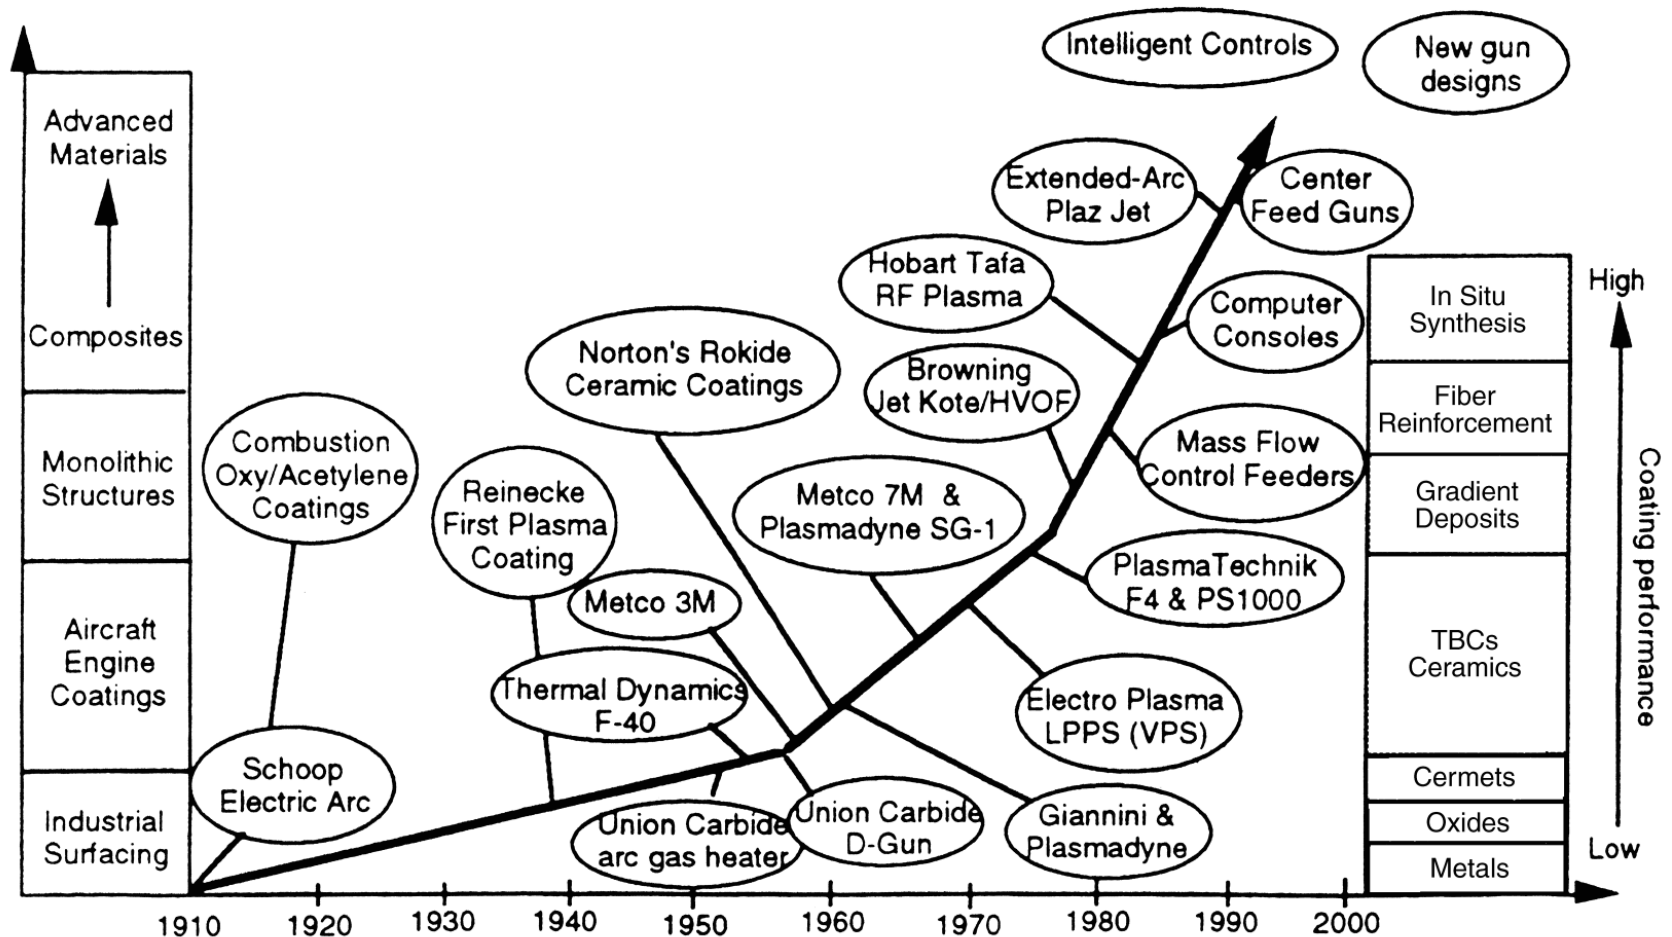 Intelligent Controls
New gun
designs
Advanced
Materials
Composites
Monolithic
Structures
Aircraft
Engine
Coatings
Industrial
Surfacing
Combustion
Oxy/Acetylene
Coatings
Schoop
Electric Arc
Reinecke
First Plasma
Coating
Metco 3M
Thermal Dynamics
F-40
Union Carbide
arc gas heater
Union Carbide
D-Gun
Norton's Rokide
Ceramic Coatings
Metco 7M &
Plasmadyne SG-1
Giannini &
Plasmadyne
Electro Plasma
LPPS (VPS)
PlasmaTechnik
F4 & PS1000
Browning
Jet Kote/HVOF
Mass Flow
Control Feeders
Hobart Tafa
RF Plasma
Computer
Consoles
Extended-Arc
Plaz Jet
Center
Feed Guns
In Situ
Synthesis
Fiber
Reinforcement
Gradient
Deposits
TBCs
Ceramics
Cermets
Oxides
Metals
High
Coating performance
Low
1910 1920 1930 1940 1950 1960 1970 1980 1990 2000